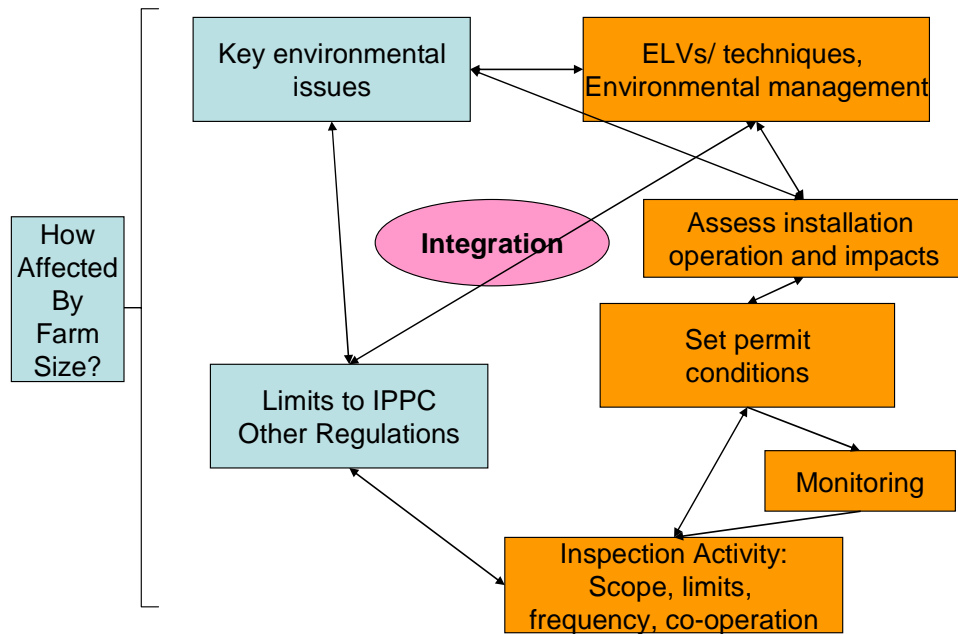 Key environmental
issues
ELVs/ techniques,
Environmental management
How
Affected
By
Farm
Size?
Integration
Assess installation
operation and impacts
Set permit
conditions
Limits to IPPC
Other Regulations
Monitoring
Inspection Activity:
Scope, limits,
frequency, co-operation